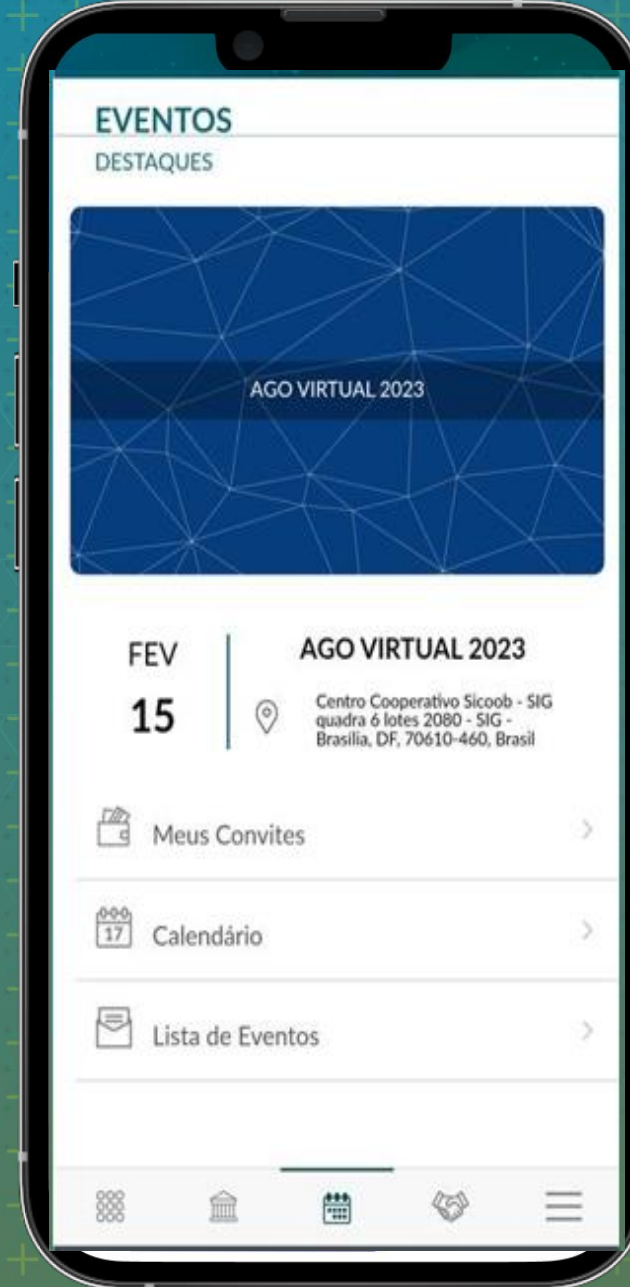 EVENTOS
DESTAQUES
AGO VIRTUAL 2023
FEV
15
AGO VIRTUAL 2023
Centro Cooperativo Sicoob - SIG
quadra 6 lotes 2080 - SIG -
Brasília, DF, 70610-460, Brasil
Meus Convites
17
Calendário
Lista de Eventos